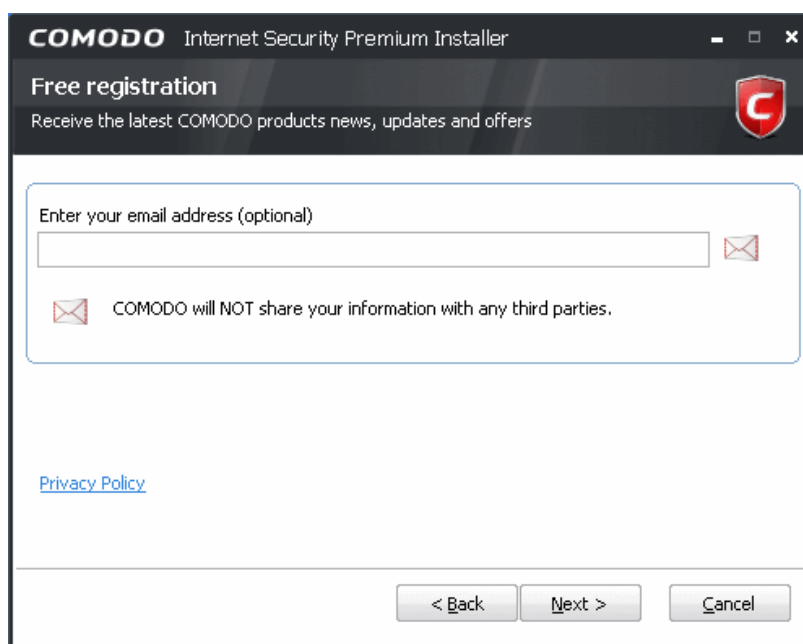 COMODO Internet Security Premium Installer
Free registration
Receive the latest COMODO products news, updates and offers
C
Enter your email address (optional)
COMODO will NOT share your information with any third parties.
Privacy Policy
< Back Next > Cancel